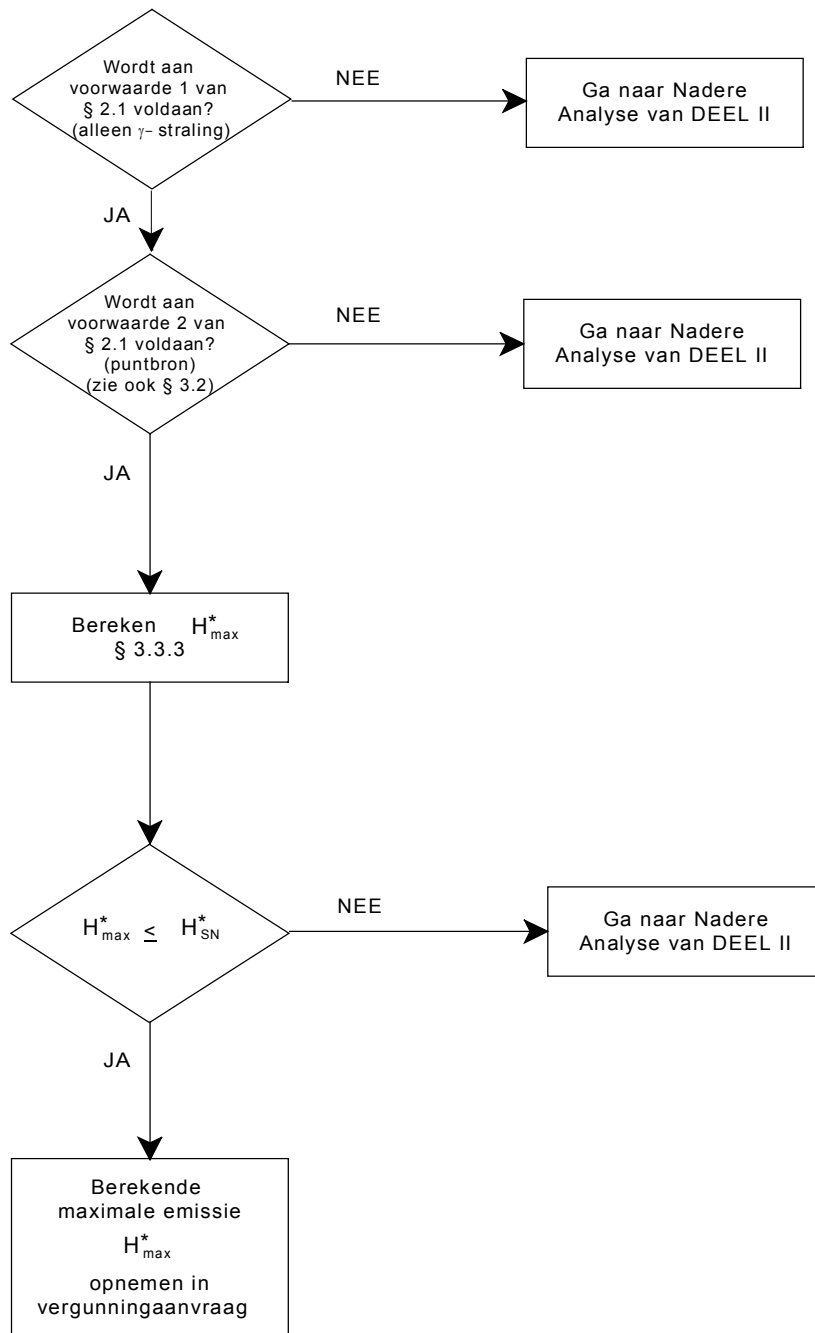 Wordt aan
voorwaarde 1 van
§ 2.1 voldaan?
(alleen γ- straling)
NEE
Ga naar Nadere
Analyse van DEEL II
JA
Wordt aan
voorwaarde 2 van
§ 2.1 voldaan?
(puntbron)
(zie ook § 3.2)
NEE
Ga naar Nadere
Analyse van DEEL II
JA
Bereken H*max
§ 3.3.3
H*max ≤ H*SN
NEE
Ga naar Nadere
Analyse van DEEL II
JA
Berekende
maximale emissie
H*max
opnemen in
vergunningaanvraag